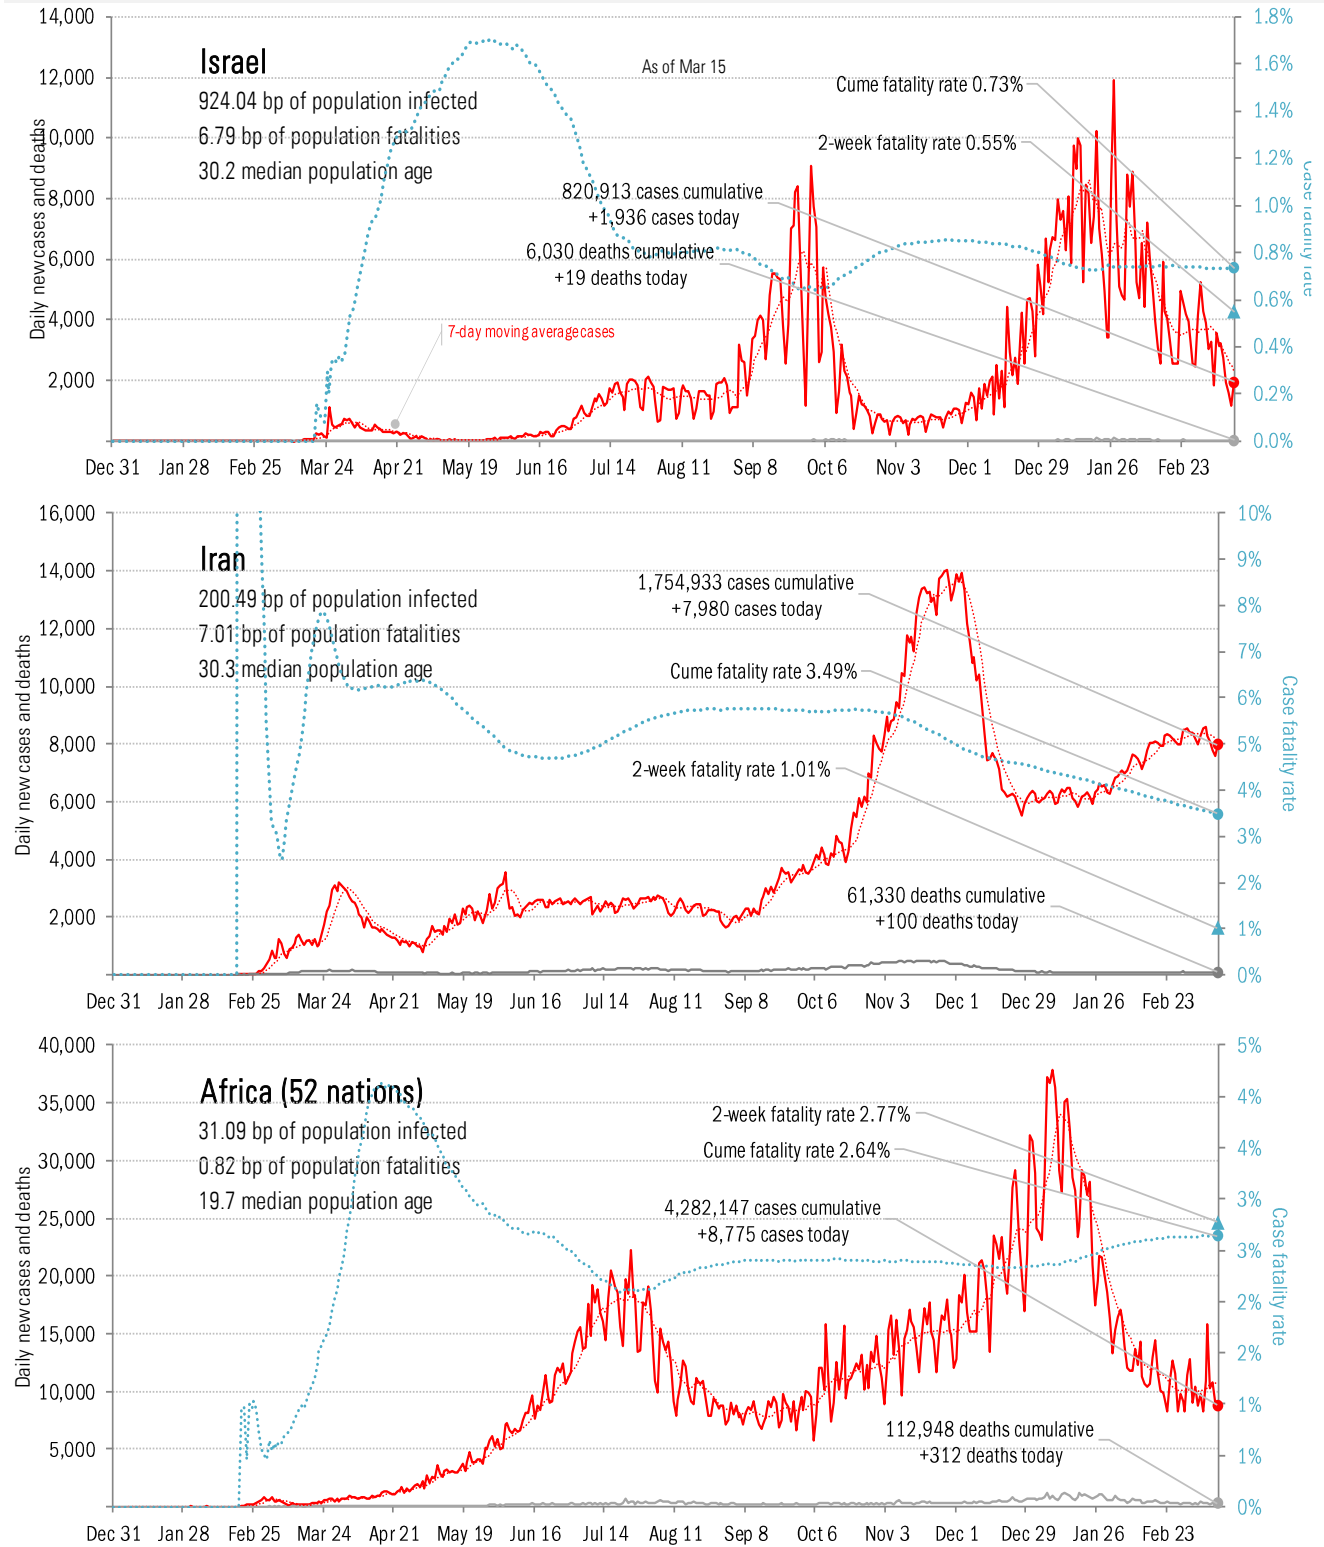 14,000
12,000
10,000
8,000
6,000
4,000
2,000
Daily new cases and deaths
Israel
924.04 bp of population infected
6.79 bp of population fatalities
30.2 median population age
As of Mar 15
Cume fatality rate 0.73%
2-week fatality rate 0.55%
820,913 cases cumulative
+1,936 cases today
6,030 deaths cumulative
+19 deaths today
7-day moving average cases
1.8%
1.6%
1.4%
1.2%
1.0%
0.8%
0.6%
0.4%
0.2%
0.0%
Case fatality rate
Dec 31 Jan 28 Feb 25 Mar 24 Apr 21 May 19 Jun 16 Jul 14 Aug 11 Sep 8 Oct 6 Nov 3 Dec 1 Dec 29 Jan 26 Feb 23
16,000
14,000
12,000
10,000
8,000
6,000
4,000
2,000
Daily new cases and deaths
Iran
200.49 bp of population infected
7.01 bp of population fatalities
30.3 median population age
1,754,933 cases cumulative
+7,980 cases today
Cume fatality rate 3.49%
2-week fatality rate 1.01%
61,330 deaths cumulative
+100 deaths today
10%
9%
8%
7%
6%
5%
4%
3%
2%
1%
0%
Case fatality rate
Dec 31 Jan 28 Feb 25 Mar 24 Apr 21 May 19 Jun 16 Jul 14 Aug 11 Sep 8 Oct 6 Nov 3 Dec 1 Dec 29 Jan 26 Feb 23
40,000
35,000
30,000
25,000
20,000
15,000
10,000
5,000
Daily new cases and deaths
Africa (52 nations)
31.09 bp of population infected
0.82 bp of population fatalities
19.7 median population age
2-week fatality rate 2.77%
Cume fatality rate 2.64%
4,282,147 cases cumulative
+8,775 cases today
112,948 deaths cumulative
+312 deaths today
5%
4%
4%
3%
3%
2%
2%
1%
1%
0%
Case fatality rate
Dec 31 Jan 28 Feb 25 Mar 24 Apr 21 May 19 Jun 16 Jul 14 Aug 11 Sep 8 Oct 6 Nov 3 Dec 1 Dec 29 Jan 26 Feb 23